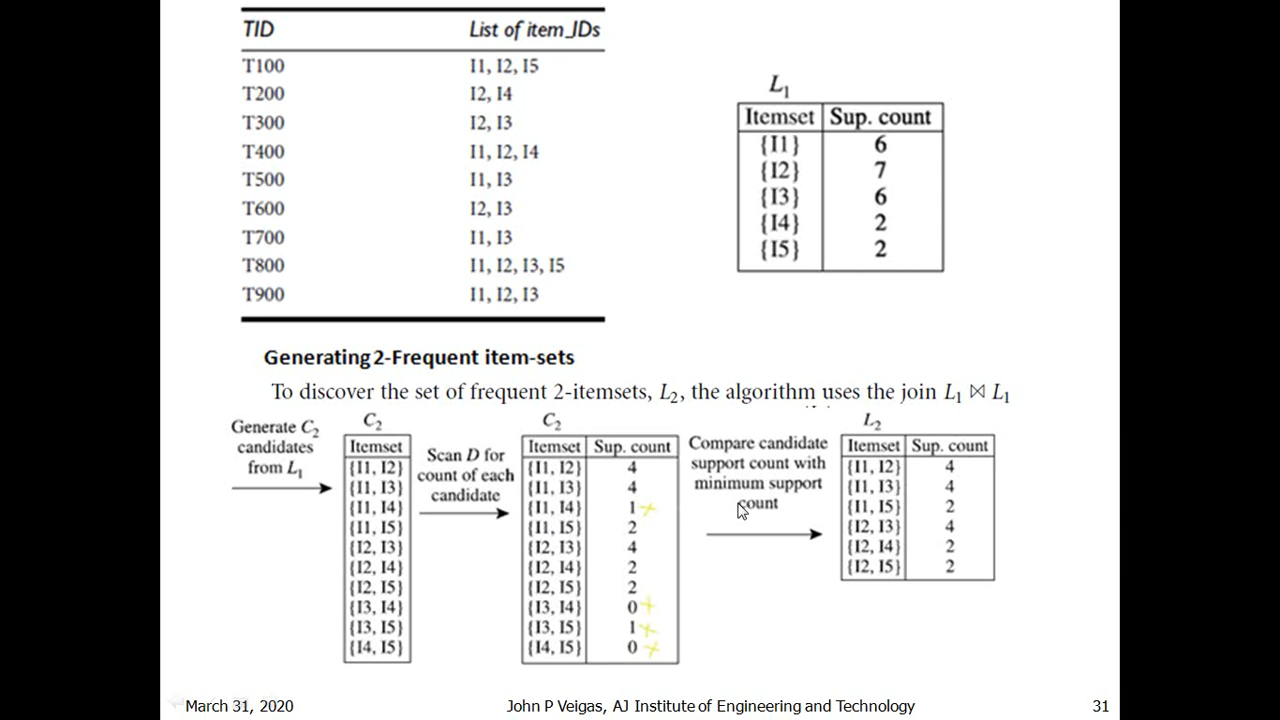 TID List of item_IDs
T100 I1, I2, I5
T200 I2, I4
T300 I2, I3
T400 I1, I2, I4
T500 I1, I3
T600 I2, I3
T700 I1, I3
T800 I1, I2, I3, I5
T900 I1, I2, I3
L1
Itemset Sup. count
{I1} 6
{I2} 7
{I3} 6
{I4} 2
{I5} 2
Generating 2-Frequent item-sets
To discover the set of frequent 2-itemsets, L2, the algorithm uses the join L1 ⋈ L1
Generate C2
candidates
from L1
C2
Itemset
{I1, I2}
{I1, I3}
{I1, I4}
{I1, I5}
{I2, I3}
{I2, I4}
{I2, I5}
{I3, I4}
{I3, I5}
{I4, I5}
Scan D for
count of each
candidate
C2
Itemset Sup. count
{I1, I2} 4
{I1, I3} 4
{I1, I4} 1
{I1, I5} 2
{I2, I3} 4
{I2, I4} 2
{I2, I5} 2
{I3, I4} 0
{I3, I5} 1
{I4, I5} 0
Compare candidate
support count with
minimum support
count
L2
Itemset Sup. count
{I1, I2} 4
{I1, I3} 4
{I1, I5} 2
{I2, I3} 4
{I2, I4} 2
{I2, I5} 2
March 31, 2020 John P Veigas, AJ Institute of Engineering and Technology 31